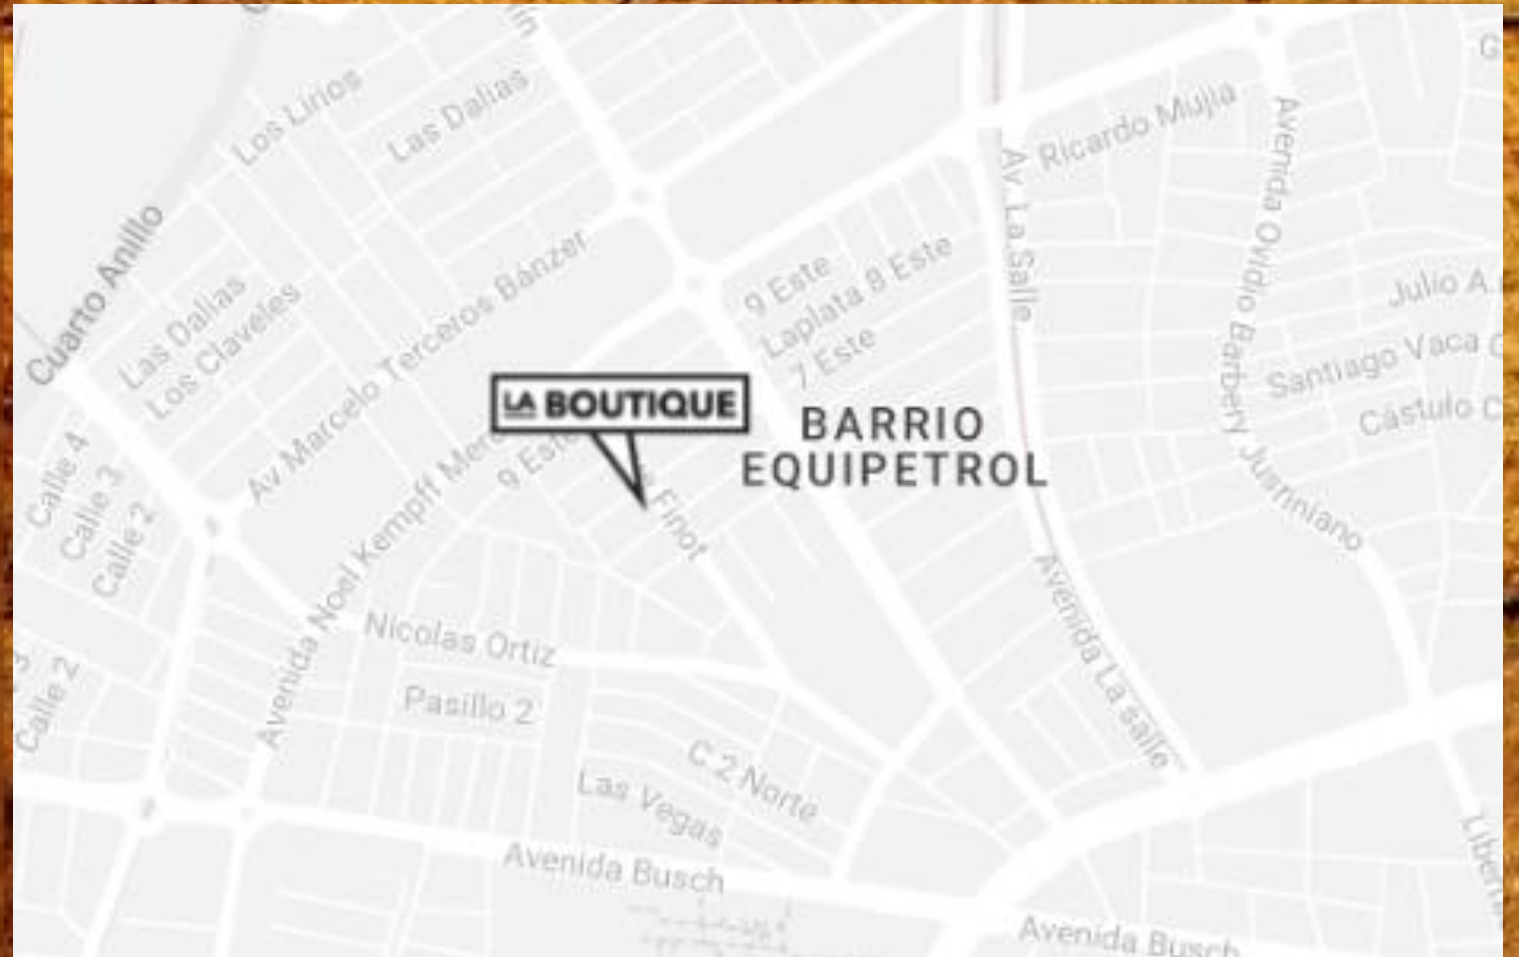 Los Lirios
Las Dalias
Ricardo Mujia
Av. La Salle
Avenida Ovidio Barbery Justiniano
Cuarto Anillo
Las Dalias
Los Claveles
Av Marcelo Terceros Bánzer
9 Este
Laplata 8 Este
7 Este
Julio A.
Santiago Vaca
Cástulo
LA BOUTIQUE
BARRIO
EQUIPETROL
Calle 4
Calle 3
Calle 2
Avenida Noel Kempff
9 Este
Finot
Nicolas Ortiz
Pasillo 2
Calle 2
Avenida La salle
C 2 Norte
Las Vegas
Avenida Busch
Avenida Busch